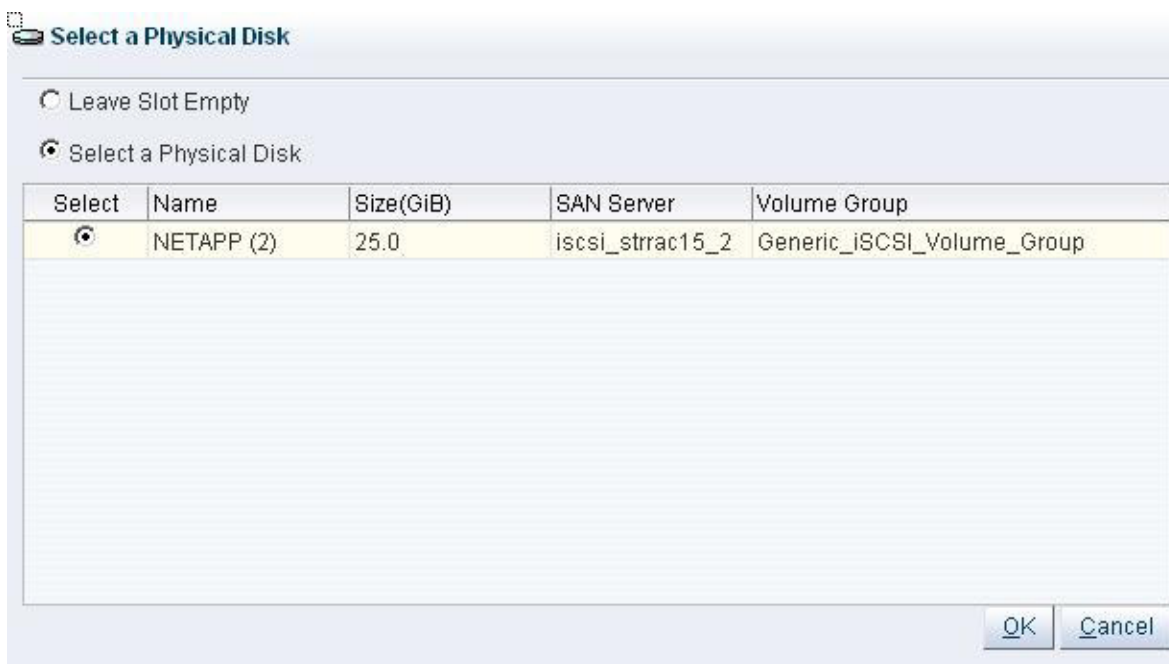 Select a Physical Disk
Leave Slot Empty
Select a Physical Disk
Select Name Size(GiB) SAN Server Volume Group
NETAPP (2) 25.0 iscsi_strrac15_2 Generic_iSCSI_Volume_Group
OK Cancel